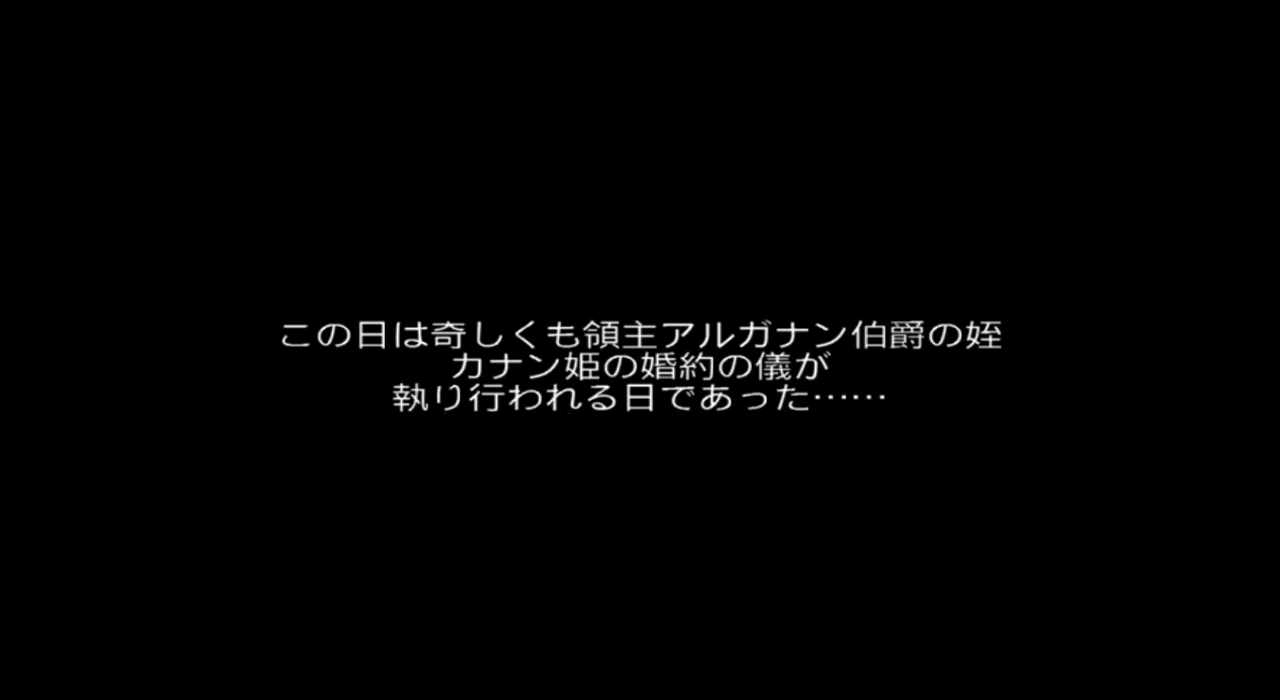 この日は奇しくも領主アルガナン伯爵の姪
カナン姫の婚約の儀が
執り行われる日であった……